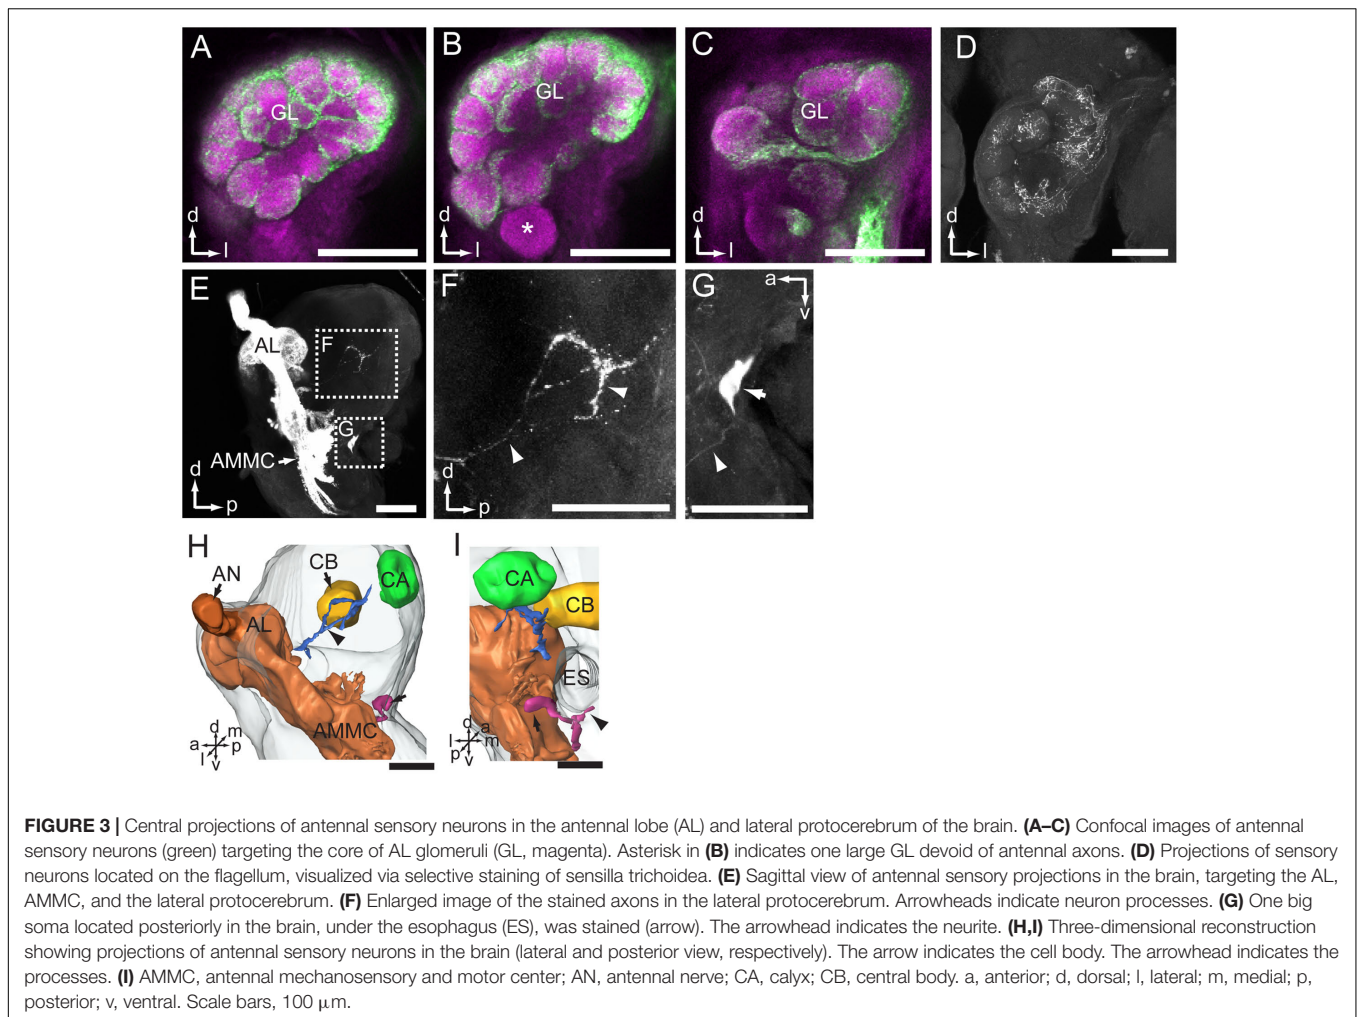 A
GL
d
l
B
GL
*
d
l
C
GL
d
l
D
d
l
E
AL
F
G
AMMC
d
p
F
d
p
G
a
v
H
AN
CB
CA
AL
AMMC
d
m
a
p
l
v
I
CA
CB
ES
d
a
l
m
p
v
FIGURE 3 | Central projections of antennal sensory neurons in the antennal lobe (AL) and lateral protocerebrum of the brain. (A–C) Confocal images of antennal
sensory neurons (green) targeting the core of AL glomeruli (GL, magenta). Asterisk in (B) indicates one large GL devoid of antennal axons. (D) Projections of sensory
neurons located on the flagellum, visualized via selective staining of sensilla trichoidea. (E) Sagittal view of antennal sensory projections in the brain, targeting the AL,
AMMC, and the lateral protocerebrum. (F) Enlarged image of the stained axons in the lateral protocerebrum. Arrowheads indicate neuron processes. (G) One big
soma located posteriorly in the brain, under the esophagus (ES), was stained (arrow). The arrowhead indicates the neurite. (H,I) Three-dimensional reconstruction
showing projections of antennal sensory neurons in the brain (lateral and posterior view, respectively). The arrow indicates the cell body. The arrowhead indicates the
processes. (I) AMMC, antennal mechanosensory and motor center; AN, antennal nerve; CA, calyx; CB, central body. a, anterior; d, dorsal; l, lateral; m, medial; p,
posterior; v, ventral. Scale bars, 100 μm.